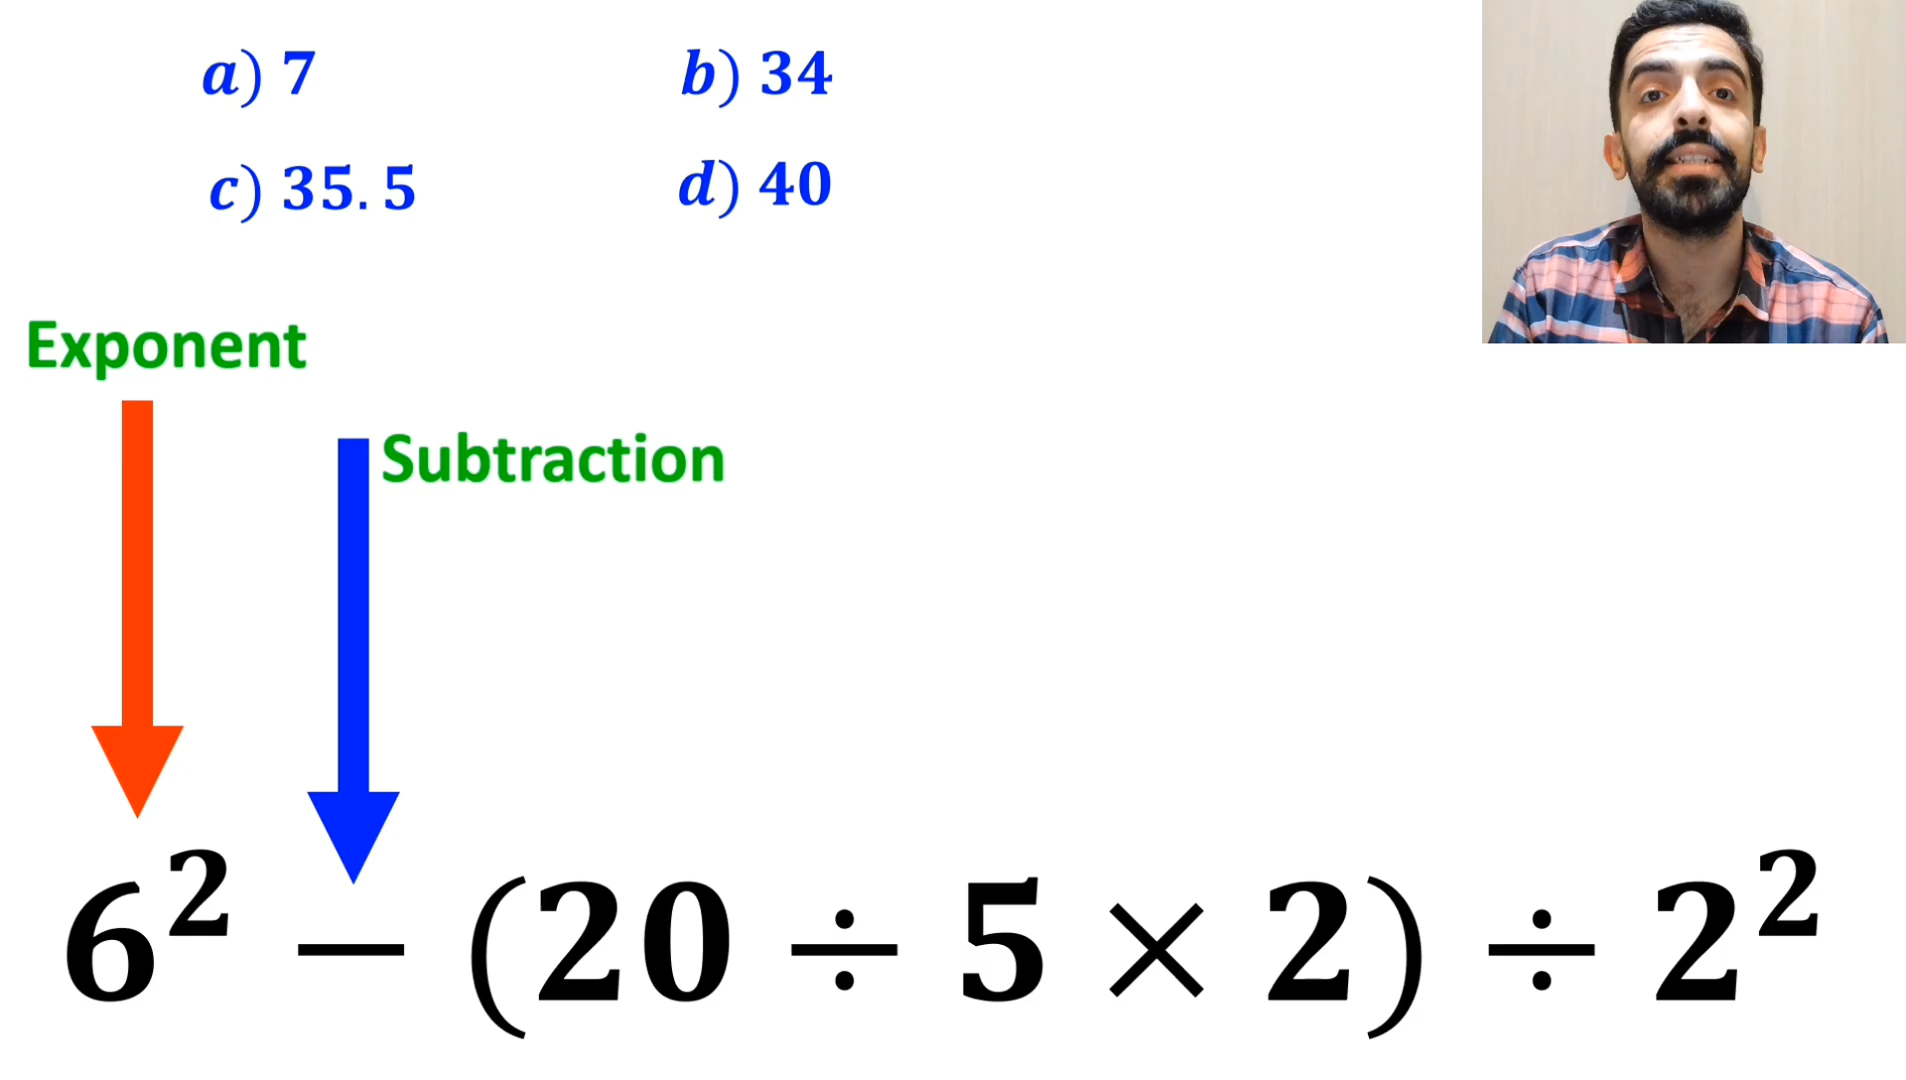 a) 7 b) 34
c) 35.5 d) 40
Exponent
Subtraction
6² − (20 ÷ 5 × 2) ÷ 2²